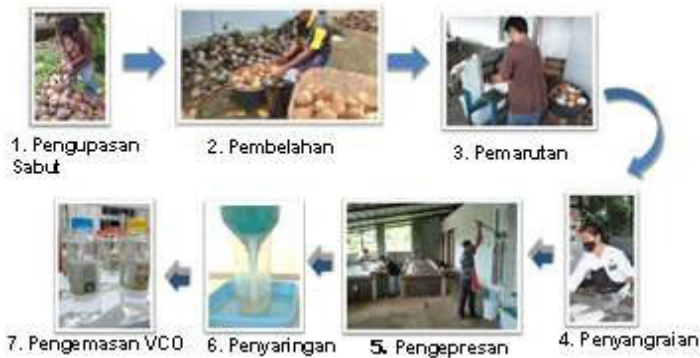 1. Pengupasan
Sabut
2. Pembelahan
3. Pemarutan
4. Penyangraian
5. Pengepresan
6. Penyaringan
7. Pengemasan VCO